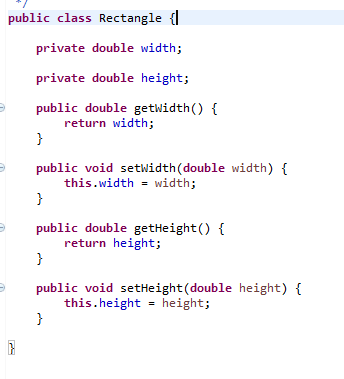 */
public class Rectangle {
private double width;
private double height;
public double getWidth() {
return width;
}
public void setWidth(double width) {
this.width = width;
}
public double getHeight() {
return height;
}
public void setHeight(double height) {
this.height = height;
}
}